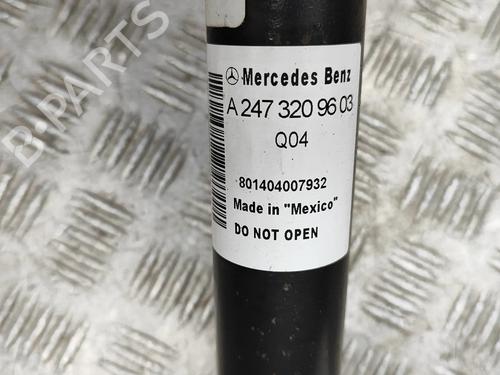 Mercedes Benz
A 247 320 96 03
Q04
801404007932
Made in "Mexico"
DO NOT OPEN
B-PARTS